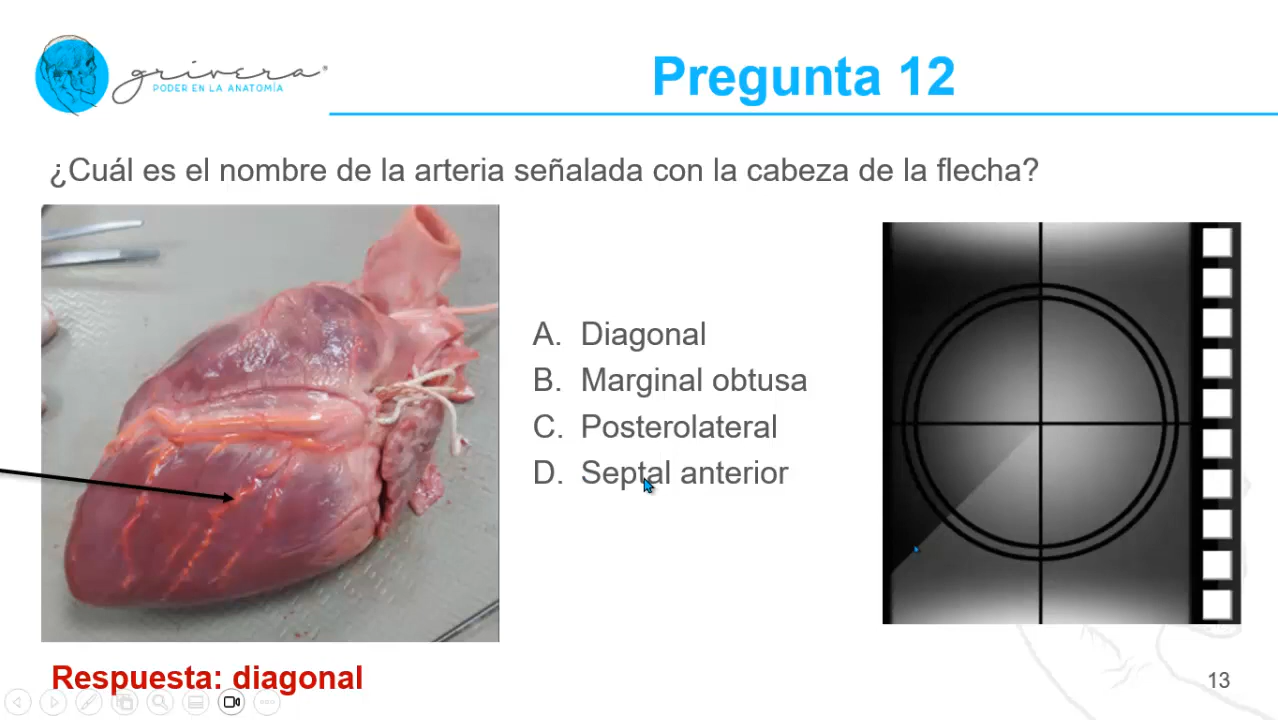 grivera®
PODER EN LA ANATOMÍA
Pregunta 12
¿Cuál es el nombre de la arteria señalada con la cabeza de la flecha?
A. Diagonal
B. Marginal obtusa
C. Posterolateral
D. Septal anterior
Respuesta: diagonal
13